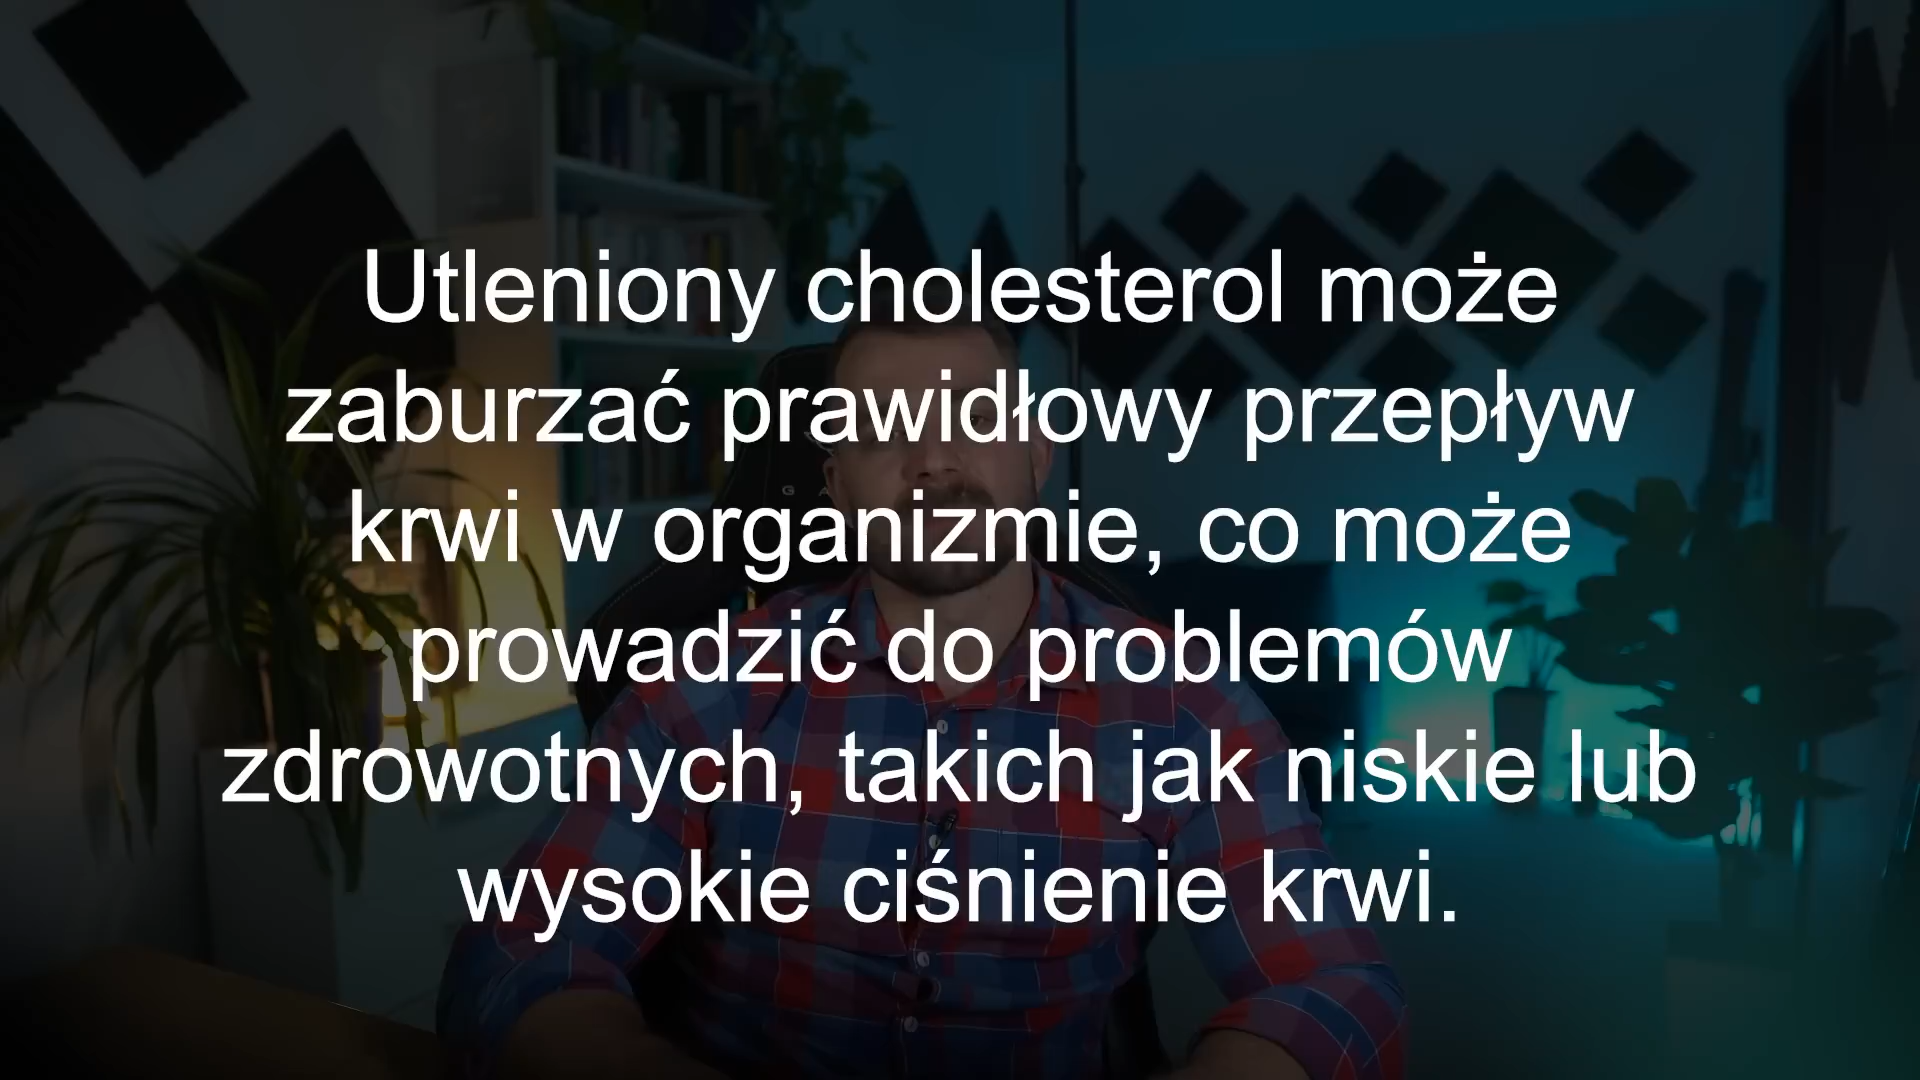 Utleniony cholesterol może
zaburzać prawidłowy przepływ
krwi w organizmie, co może
prowadzić do problemów
zdrowotnych, takich jak niskie lub
wysokie ciśnienie krwi.